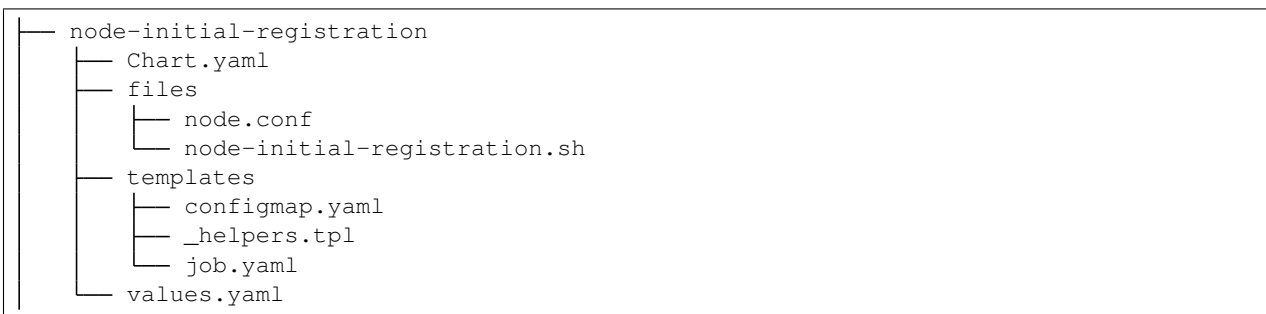 ├── node-initial-registration
│   ├── Chart.yaml
│   ├── files
│   │   ├── node.conf
│   │   └── node-initial-registration.sh
│   ├── templates
│   │   ├── configmap.yaml
│   │   ├── _helpers.tpl
│   │   └── job.yaml
│   └── values.yaml